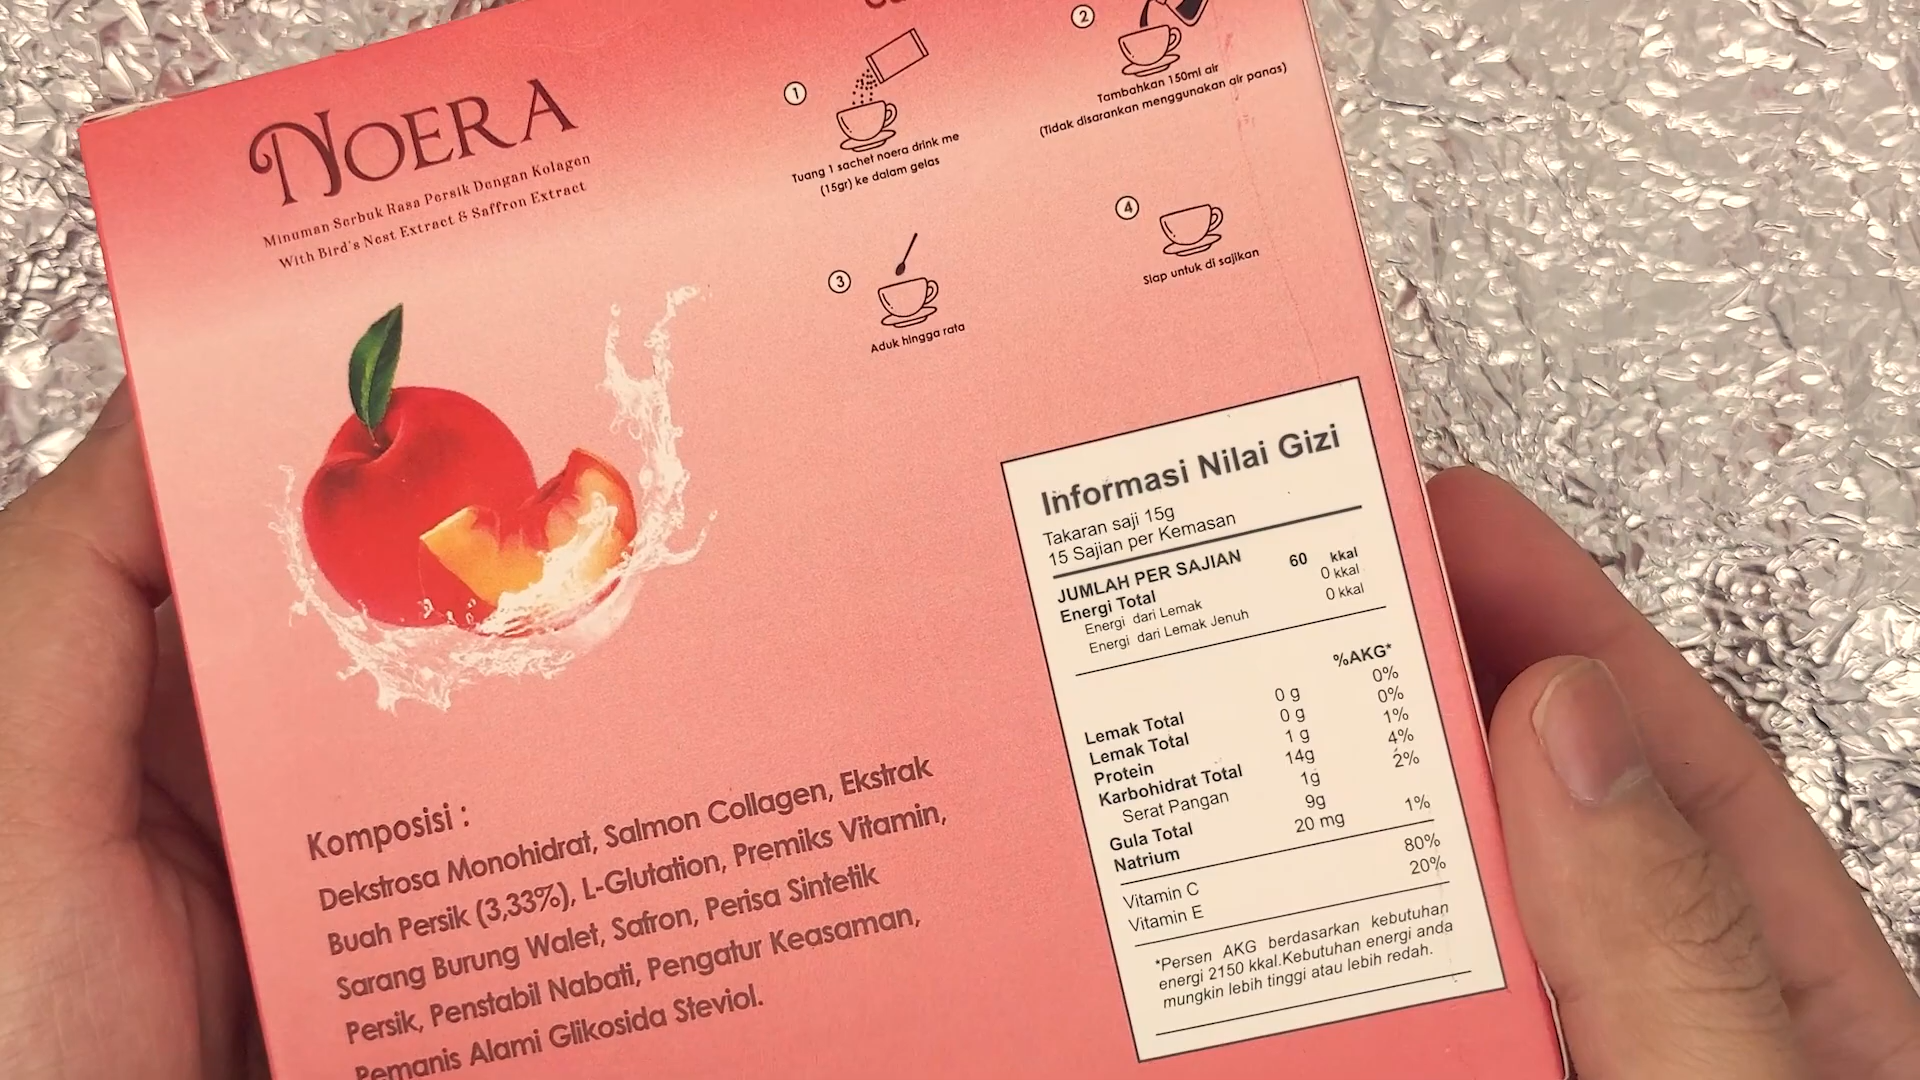 NOERA
Minuman Serbuk Rasa Persik Dengan Kolagen
With Bird's Nest Extract & Saffron Extract
1
Tuang 1 sachet noera drink me
(15gr) ke dalam gelas
2
Tambahkan 150ml air
(Tidak disarankan menggunakan air panas)
3
Aduk hingga rata
4
Siap untuk di sajikan
Komposisi :
Dekstrosa Monohidrat, Salmon Collagen, Ekstrak
Buah Persik (3,33%), L-Glutation, Premiks Vitamin,
Sarang Burung Walet, Safron, Perisa Sintetik
Persik, Penstabil Nabati, Pengatur Keasaman,
Pemanis Alami Glikosida Steviol.
Informasi Nilai Gizi
Takaran saji 15g
15 Sajian per Kemasan
JUMLAH PER SAJIAN
Energi Total 60 kkal
Energi dari Lemak 0 kkal
Energi dari Lemak Jenuh 0 kkal
%AKG*
Lemak Total 0 g 0%
Lemak Total 0 g 0%
Protein 1 g 1%
Karbohidrat Total 14g 4%
Serat Pangan 1g 2%
Gula Total 9g
Natrium 20 mg 1%
Vitamin C 80%
Vitamin E 20%
*Persen AKG berdasarkan kebutuhan
energi 2150 kkal.Kebutuhan energi anda
mungkin lebih tinggi atau lebih redah.